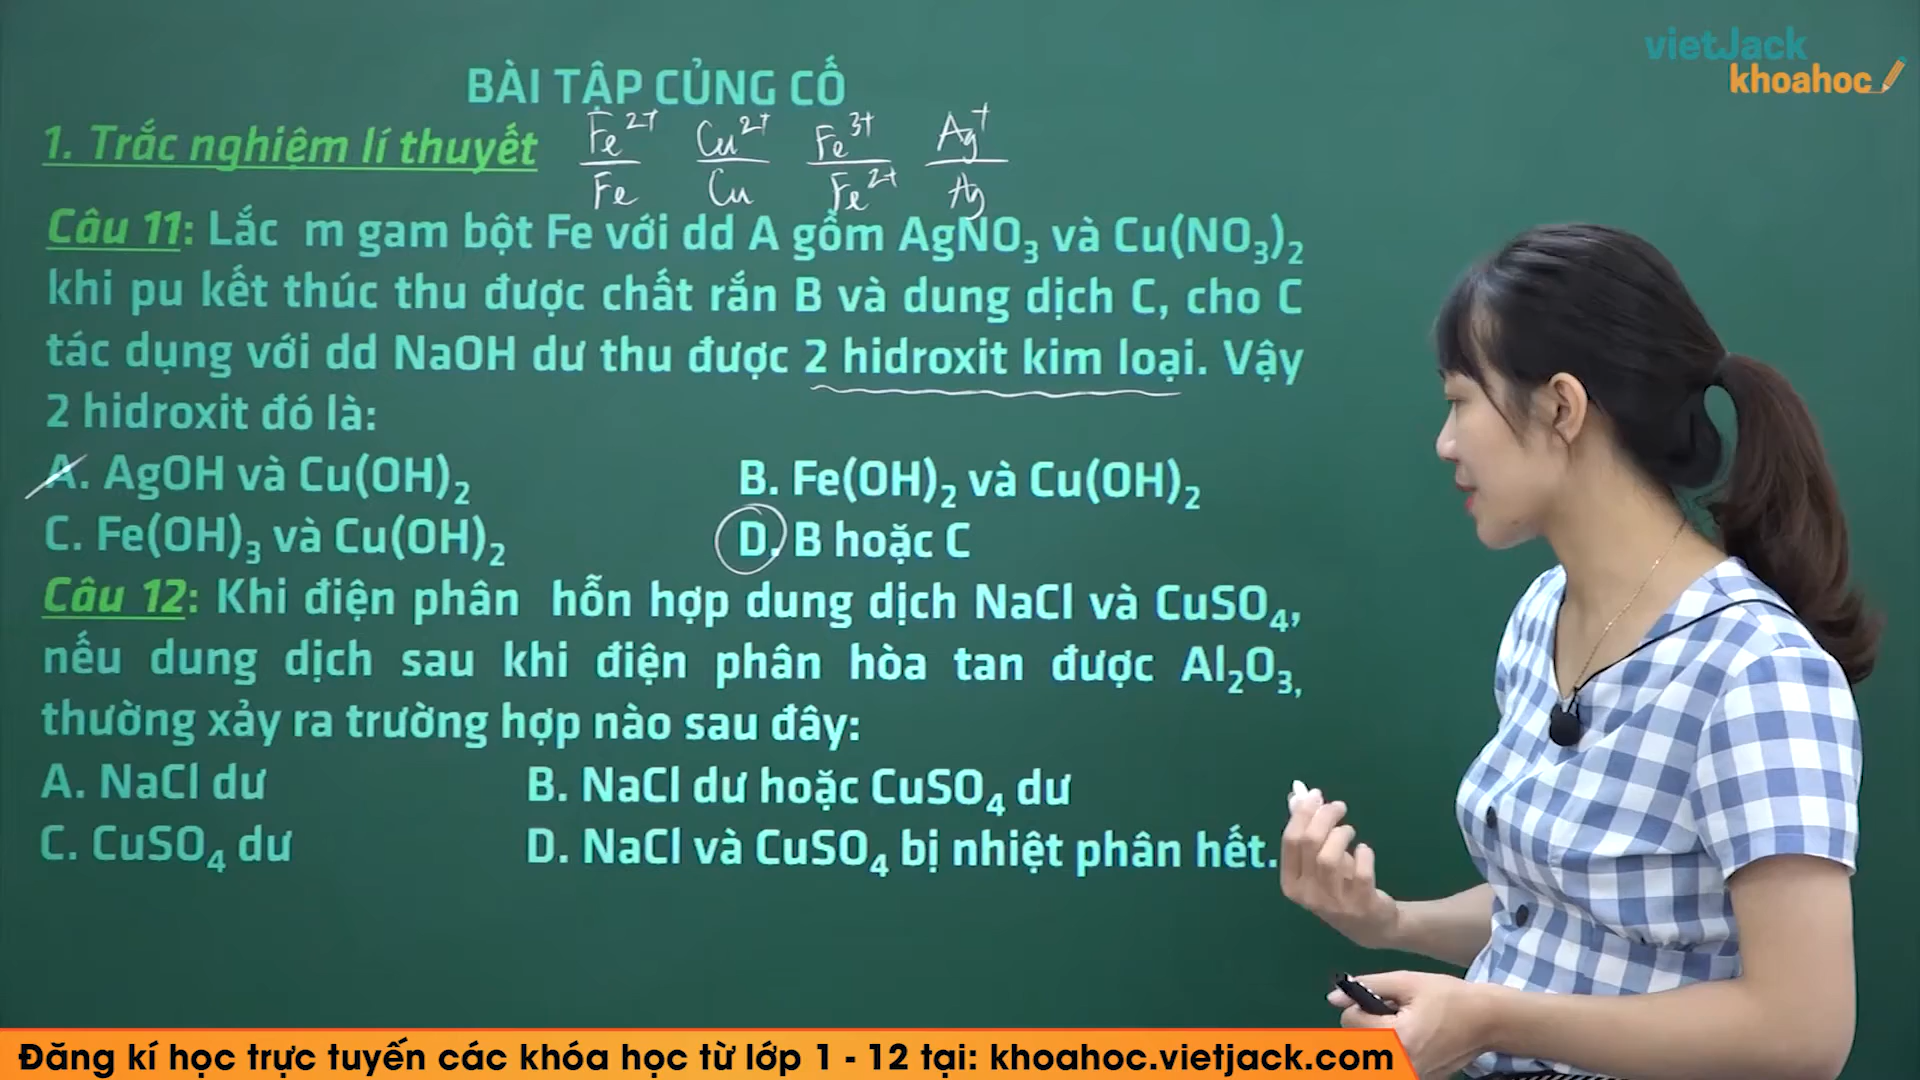 vietJack
khoahoc
BÀI TẬP CỦNG CỐ
1. Trắc nghiệm lí thuyết
Fe²⁺ Cu²⁺ Fe³⁺ Ag⁺
Fe Cu Fe²⁺ Ag
Câu 11: Lắc m gam bột Fe với dd A gồm AgNO₃ và Cu(NO₃)₂
khi pu kết thúc thu được chất rắn B và dung dịch C, cho C
tác dụng với dd NaOH dư thu được 2 hidroxit kim loại. Vậy
2 hidroxit đó là:
A. AgOH và Cu(OH)₂ B. Fe(OH)₂ và Cu(OH)₂
C. Fe(OH)₃ và Cu(OH)₂ D. B hoặc C
Câu 12: Khi điện phân hỗn hợp dung dịch NaCl và CuSO₄,
nếu dung dịch sau khi điện phân hòa tan được Al₂O₃,
thường xảy ra trường hợp nào sau đây:
A. NaCl dư B. NaCl dư hoặc CuSO₄ dư
C. CuSO₄ dư D. NaCl và CuSO₄ bị nhiệt phân hết.
Đăng kí học trực tuyến các khóa học từ lớp 1 - 12 tại: khoahoc.vietjack.com